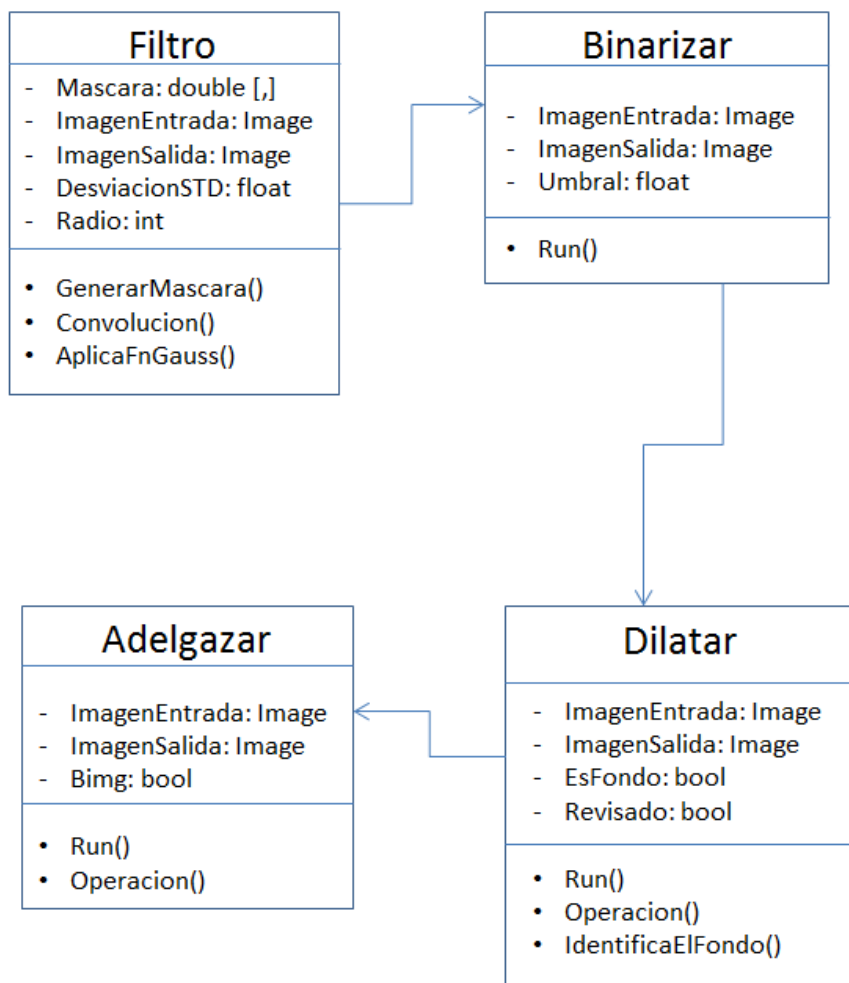 Filtro
- Mascara: double [,]
- ImagenEntrada: Image
- ImagenSalida: Image
- DesviacionSTD: float
- Radio: int
• GenerarMascara()
• Convolucion()
• AplicaFnGauss()
Binarizar
- ImagenEntrada: Image
- ImagenSalida: Image
- Umbral: float
• Run()
Adelgazar
- ImagenEntrada: Image
- ImagenSalida: Image
- Bimg: bool
• Run()
• Operacion()
Dilatar
- ImagenEntrada: Image
- ImagenSalida: Image
- EsFondo: bool
- Revisado: bool
• Run()
• Operacion()
• IdentificaElFondo()